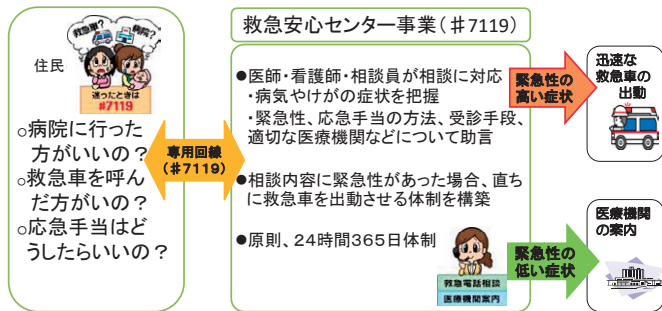 救急安心センター事業(♯7119)
住民
救急車?
病院?
迷ったときは
#7119
○病院に行った
方がいいの?
○救急車を呼ん
だ方がいいの?
○応急手当はど
うしたらいいの?
専用回線
(♯7119)
●医師・看護師・相談員が相談に対応
・病気やけがの症状を把握
・緊急性、応急手当の方法、受診手段、
適切な医療機関などについて助言
●相談内容に緊急性があった場合、直ち
に救急車を出動させる体制を構築
●原則、24時間365日体制
救急電話相談
医療機関案内
緊急性の
高い症状
迅速な
救急車の
出動
緊急性の
低い症状
医療機関
の案内